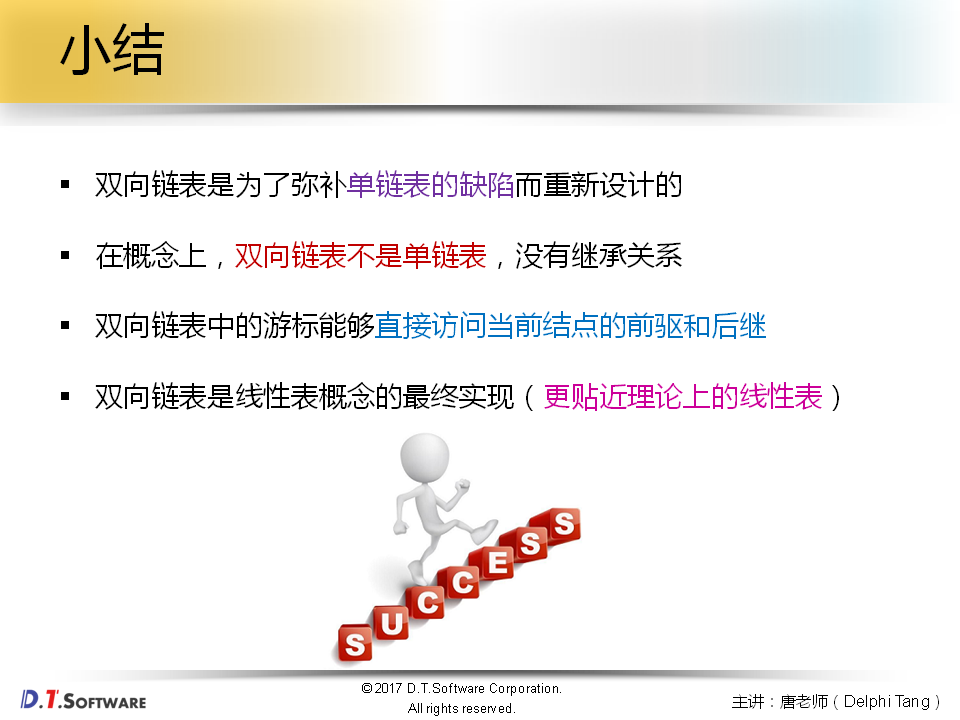 小结
▪ 双向链表是为了弥补单链表的缺陷而重新设计的
▪ 在概念上，双向链表不是单链表，没有继承关系
▪ 双向链表中的游标能够直接访问当前结点的前驱和后继
▪ 双向链表是线性表概念的最终实现（更贴近理论上的线性表）
SUCCESS
D.T.SOFTWARE
©2017 D.T.Software Corporation.
All rights reserved.
主讲：唐老师（Delphi Tang）